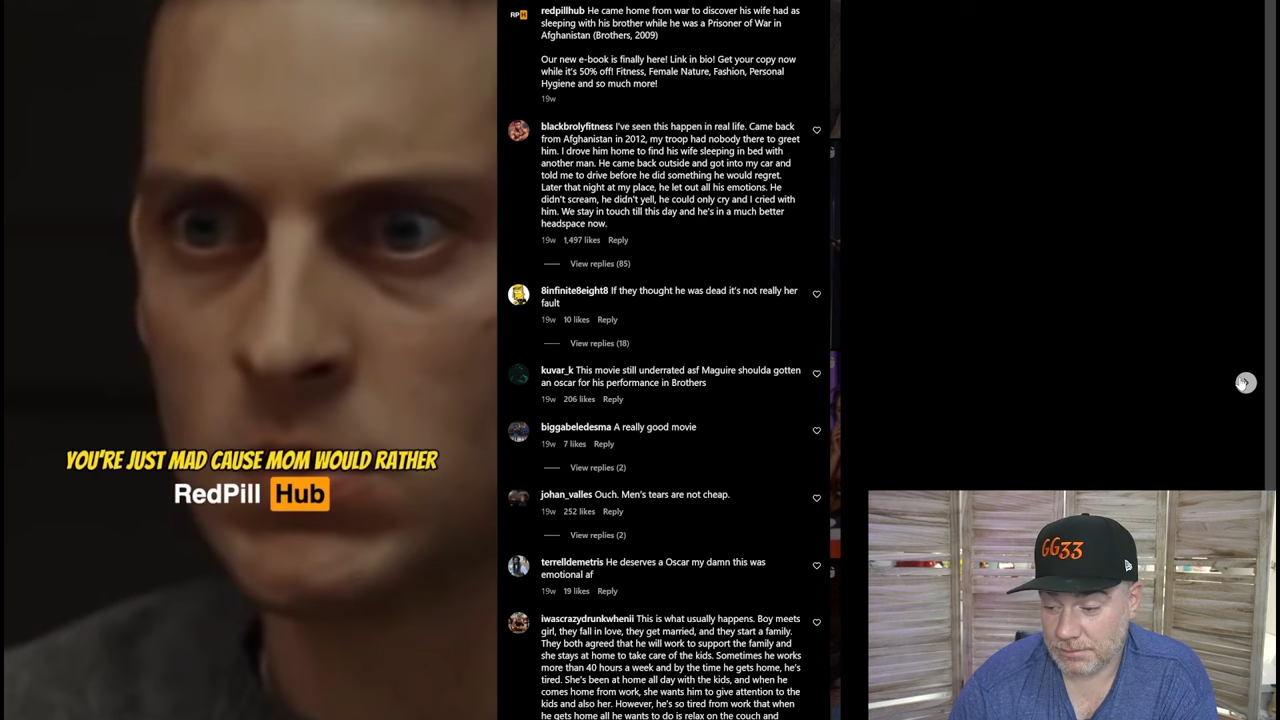 YOU'RE JUST MAD CAUSE MOM WOULD RATHER
RedPill Hub
RPH
redpillhub He came home from war to discover his wife had as
sleeping with his brother while he was a Prisoner of War in
Afghanistan (Brothers, 2009)
Our new e-book is finally here! Link in bio! Get your copy now
while it's 50% off! Fitness, Female Nature, Fashion, Personal
Hygiene and so much more!
19w
blackbrolyfitness I've seen this happen in real life. Came back
from Afghanistan in 2012, my troop had nobody there to greet
him. I drove him home to find his wife sleeping in bed with
another man. He came back outside and got into my car and
told me to drive before he did something he would regret.
Later that night at my place, he let out all his emotions. He
didn't scream, he didn't yell, he could only cry and I cried with
him. We stay in touch till this day and he's in a much better
headspace now.
19w 1,497 likes Reply
View replies (85)
8infinite8eight8 If they thought he was dead it's not really her
fault
19w 10 likes Reply
View replies (18)
kuvar_k This movie still underrated asf Maguire shoulda gotten
an oscar for his performance in Brothers
19w 206 likes Reply
biggabeledesma A really good movie
19w 7 likes Reply
View replies (2)
johan_valles Ouch. Men's tears are not cheap.
19w 252 likes Reply
View replies (2)
terrelldemetris He deserves a Oscar my damn this was
emotional af
19w 19 likes Reply
iwascrazydrunkwhenii This is what usually happens. Boy meets
girl, they fall in love, they get married, and they start a family.
They both agreed that he will work to support the family and
she stays at home to take care of the kids. Sometimes he works
more than 40 hours a week and by the time he gets home, he's
tired. She's been at home all day with the kids, and when he
comes home from work, she wants him to give attention to the
kids and also her. However, he's so tired from work that when
he gets home all he wants to do is relax on the couch and
GG33